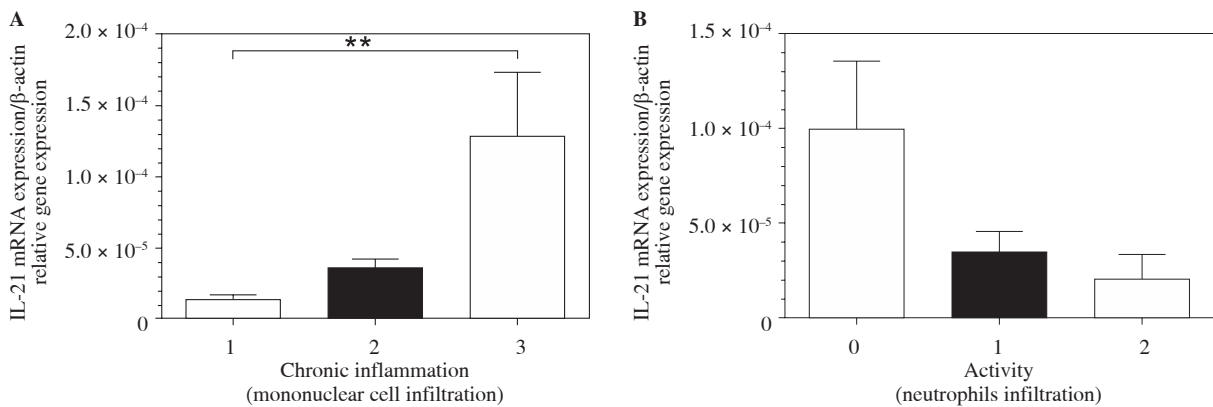 A
IL-21 mRNA expression/β-actin
relative gene expression
2.0 × 10⁻⁴
1.5 × 10⁻⁴
1.0 × 10⁻⁴
5.0 × 10⁻⁵
0
**
1 2 3
Chronic inflammation
(mononuclear cell infiltration)
B
IL-21 mRNA expression/β-actin
relative gene expression
1.5 × 10⁻⁴
1.0 × 10⁻⁴
5.0 × 10⁻⁵
0
0 1 2
Activity
(neutrophils infiltration)